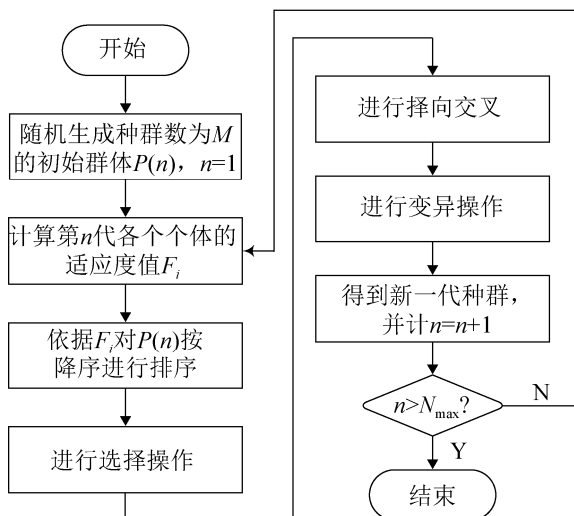 开始
随机生成种群数为M
的初始群体P(n)，n=1
计算第n代各个个体的
适应度值Fi
依据Fi对P(n)按
降序进行排序
进行选择操作
进行择向交叉
进行变异操作
得到新一代种群，
并计n=n+1
n>Nmax?
N
Y
结束